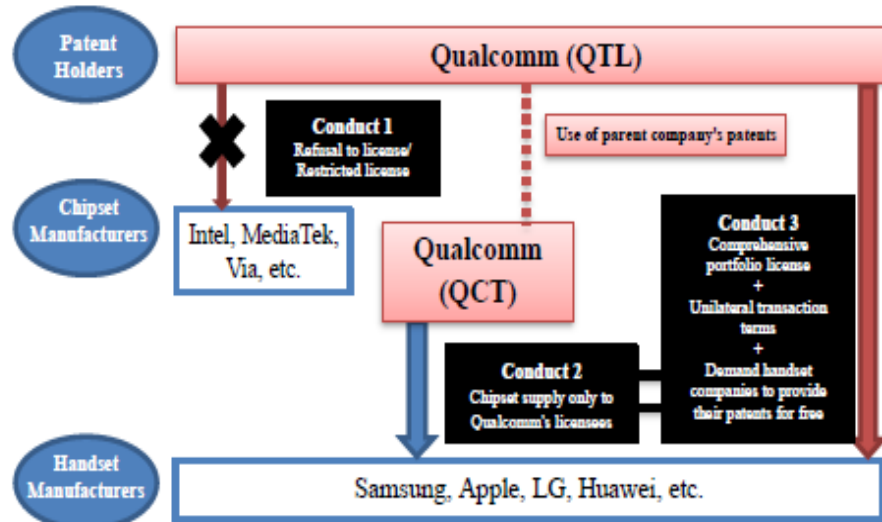 Patent
Holders
Qualcomm (QTL)
Conduct 1
Refusal to license/
Restricted license
Use of parent company's patents
Chipset
Manufacturers
Intel, MediaTek,
Via, etc.
Qualcomm
(QCT)
Conduct 3
Comprehensive
portfolio license
+
Unilateral transaction
terms
+
Demand handset
companies to provide
their patents for free
Conduct 2
Chipset supply only to
Qualcomm's licensees
Handset
Manufacturers
Samsung, Apple, LG, Huawei, etc.